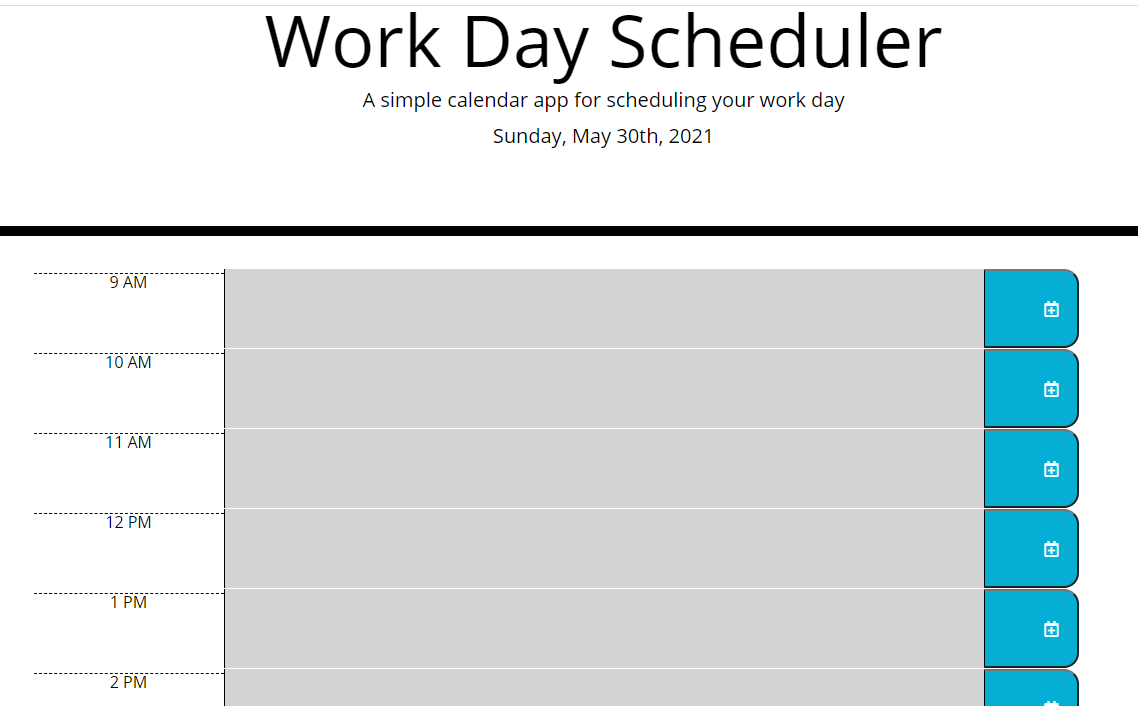 Work Day Scheduler
A simple calendar app for scheduling your work day
Sunday, May 30th, 2021
9 AM
10 AM
11 AM
12 PM
1 PM
2 PM